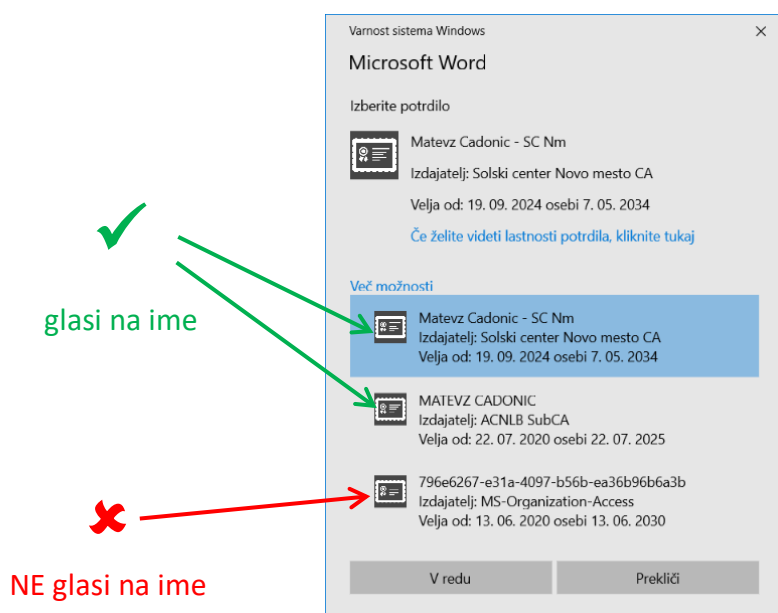 Varnost sistema Windows
Microsoft Word
Izberite potrdilo
Matevz Cadonic - SC Nm
Izdajatelj: Solski center Novo mesto CA
Velja od: 19. 09. 2024 osebi 7. 05. 2034
Če želite videti lastnosti potrdila, kliknite tukaj
Več možnosti
glasi na ime
Matevz Cadonic - SC Nm
Izdajatelj: Solski center Novo mesto CA
Velja od: 19. 09. 2024 osebi 7. 05. 2034
MATEVZ CADONIC
Izdajatelj: ACNLB SubCA
Velja od: 22. 07. 2020 osebi 22. 07. 2025
796e6267-e31a-4097-b56b-ea36b96b6a3b
Izdajatelj: MS-Organization-Access
Velja od: 13. 06. 2020 osebi 13. 06. 2030
NE glasi na ime
V redu
Prekliči